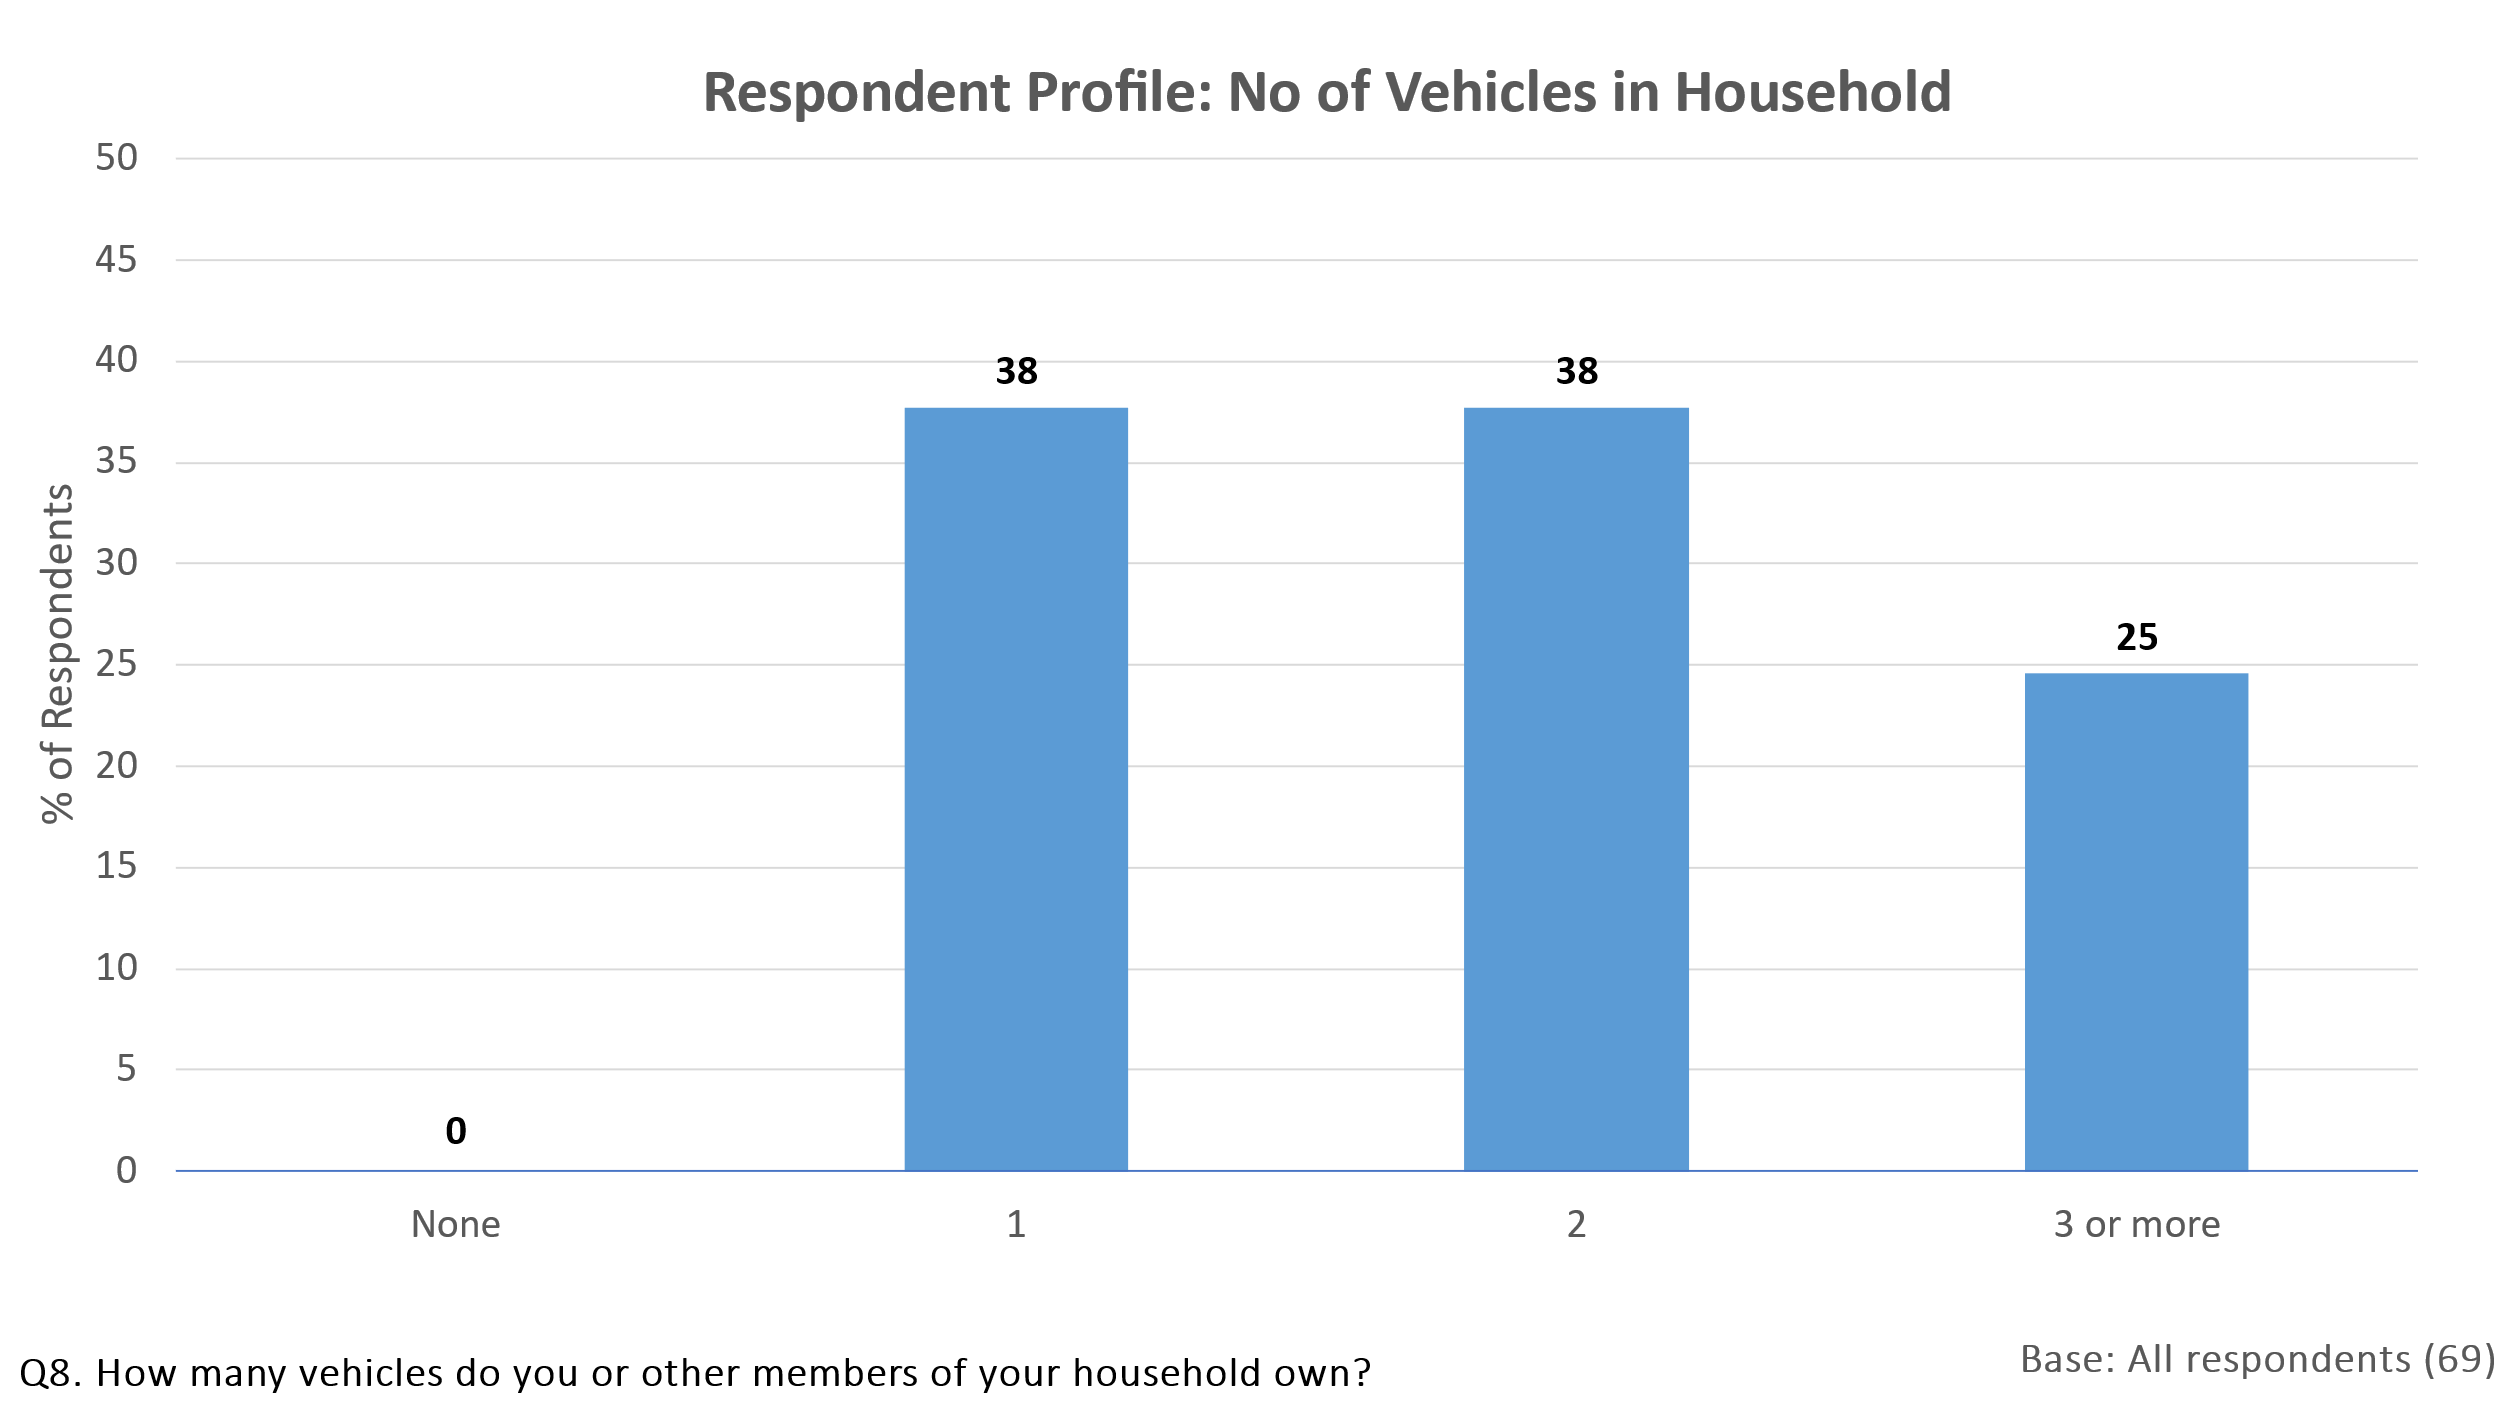 Respondent Profile: No of Vehicles in Household
50
45
40
35
30
25
20
15
10
5
0
% of Respondents
0
38
38
25
None
1
2
3 or more
Q8. How many vehicles do you or other members of your household own?
Base: All respondents (69)